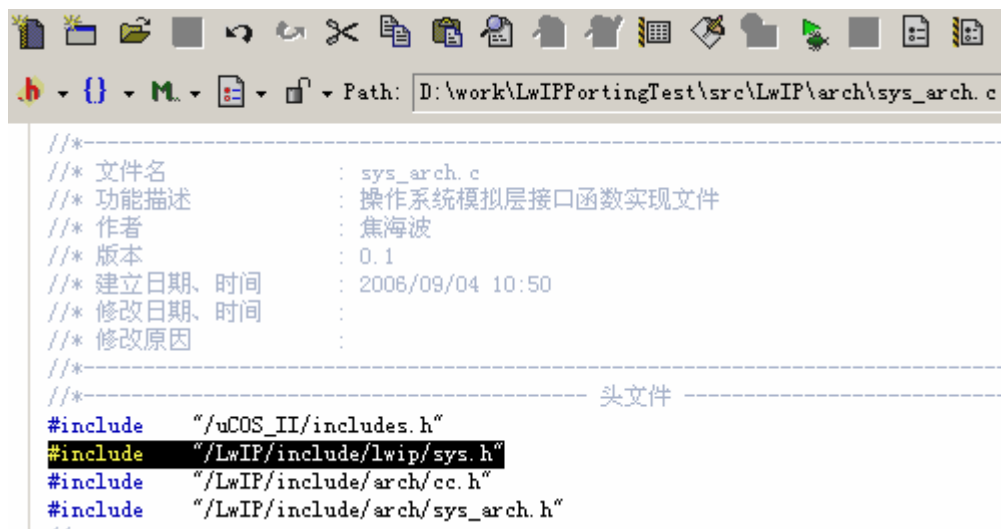 .h {} M.. Path: D:\work\LwIPPortingTest\src\LwIP\arch\sys_arch.c
//*------------------------------------------------------------
//* 文件名 : sys_arch.c
//* 功能描述 : 操作系统模拟层接口函数实现文件
//* 作者 : 焦海波
//* 版本 : 0.1
//* 建立日期、时间 : 2006/09/04 10:50
//* 修改日期、时间 :
//* 修改原因 :
//*------------------------------------------------------------
//*-------------------------------- 头文件 --------------------
#include "/uCOS_II/includes.h"
#include "/LwIP/include/lwip/sys.h"
#include "/LwIP/include/arch/cc.h"
#include "/LwIP/include/arch/sys_arch.h"